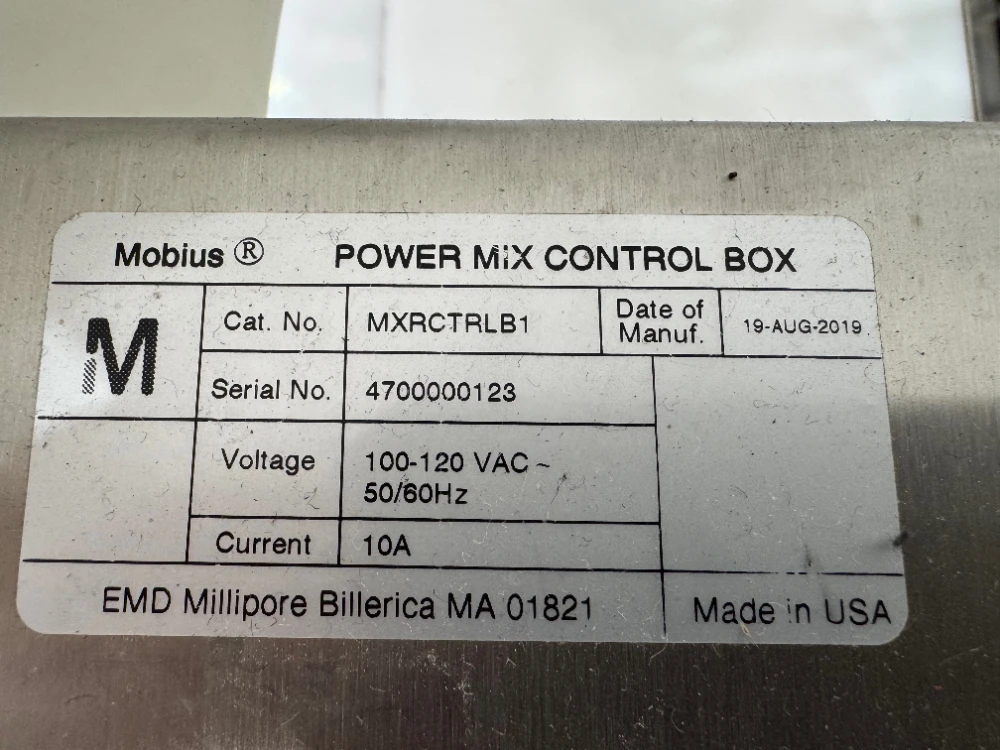 Mobius ® POWER MIX CONTROL BOX
M
Cat. No. MXRCTRLB1 Date of Manuf. 19-AUG-2019
Serial No. 4700000123
Voltage 100-120 VAC ~
50/60Hz
Current 10A
EMD Millipore Billerica MA 01821 Made in USA